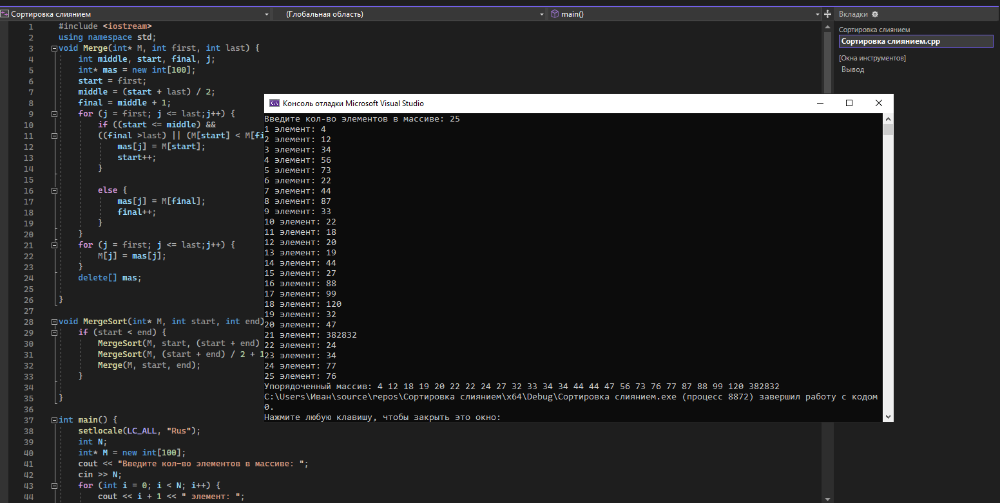 Сортировка слиянием (Глобальная область) main() Вкладки
1 #include <iostream>
2 using namespace std;
3 void Merge(int* M, int first, int last) {
4 int middle, start, final, j;
5 int* mas = new int[100];
6 start = first;
7 middle = (start + last) / 2;
8 final = middle + 1;
9 for (j = first; j <= last;j++) {
10 if ((start <= middle) &&
11 ((final >last) || (M[start] < M[fi
12 mas[j] = M[start];
13 start++;
14 }
15
16 else {
17 mas[j] = M[final];
18 final++;
19 }
20 }
21 for (j = first; j <= last;j++) {
22 M[j] = mas[j];
23 }
24 delete[] mas;
25
26 }
27
28 void MergeSort(int* M, int start, int end)
29 if (start < end) {
30 MergeSort(M, start, (start + end)
31 MergeSort(M, (start + end) / 2 + 1
32 Merge(M, start, end);
33 }
34
35 }
36
37 int main() {
38 setlocale(LC_ALL, "Rus");
39 int N;
40 int* M = new int[100];
41 cout << "Введите кол-во элементов в массиве: ";
42 cin >> N;
43 for (int i = 0; i < N; i++) {
44 cout << i + 1 << " элемент: ";
Консоль отладки Microsoft Visual Studio
Введите кол-во элементов в массиве: 25
1 элемент: 4
2 элемент: 12
3 элемент: 34
4 элемент: 56
5 элемент: 73
6 элемент: 22
7 элемент: 44
8 элемент: 87
9 элемент: 33
10 элемент: 22
11 элемент: 18
12 элемент: 20
13 элемент: 19
14 элемент: 44
15 элемент: 27
16 элемент: 88
17 элемент: 99
18 элемент: 120
19 элемент: 32
20 элемент: 47
21 элемент: 382832
22 элемент: 24
23 элемент: 34
24 элемент: 77
25 элемент: 76
Упорядоченный массив: 4 12 18 19 20 22 22 24 27 32 33 34 34 44 44 47 56 73 76 77 87 88 99 120 382832
C:\Users\Иван\source\repos\Сортировка слиянием\x64\Debug\Сортировка слиянием.exe (процесс 8872) завершил работу с кодом
0.
Нажмите любую клавишу, чтобы закрыть это окно:
Сортировка слиянием
Сортировка слиянием.cpp
[Окна инструментов]
Вывод